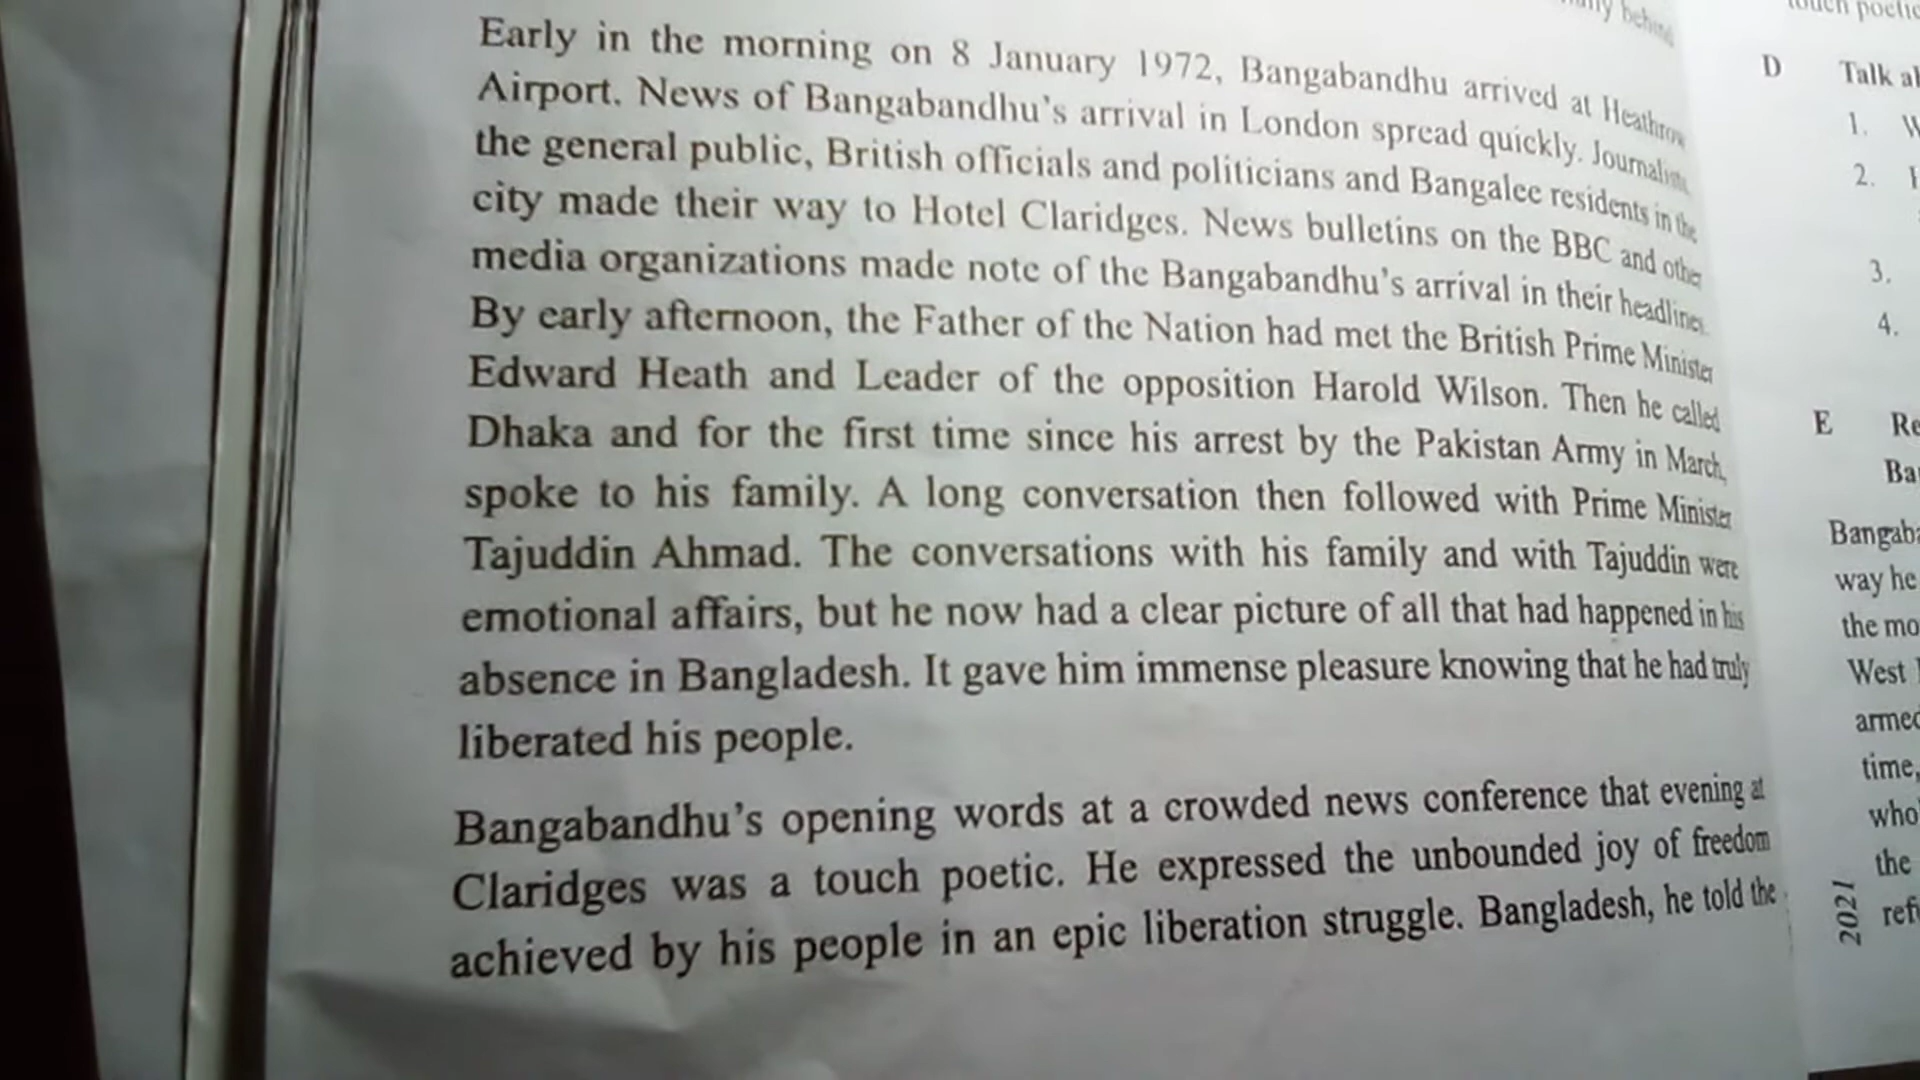 behind
Early in the morning on 8 January 1972, Bangabandhu arrived at Heathrow
Airport. News of Bangabandhu's arrival in London spread quickly. Journalists,
the general public, British officials and politicians and Bangalee residents in the
city made their way to Hotel Claridges. News bulletins on the BBC and other
media organizations made note of the Bangabandhu's arrival in their headlines.
By early afternoon, the Father of the Nation had met the British Prime Minister
Edward Heath and Leader of the opposition Harold Wilson. Then he called
Dhaka and for the first time since his arrest by the Pakistan Army in March,
spoke to his family. A long conversation then followed with Prime Minister
Tajuddin Ahmad. The conversations with his family and with Tajuddin were
emotional affairs, but he now had a clear picture of all that had happened in his
absence in Bangladesh. It gave him immense pleasure knowing that he had truly
liberated his people.
Bangabandhu's opening words at a crowded news conference that evening at
Claridges was a touch poetic. He expressed the unbounded joy of freedom
achieved by his people in an epic liberation struggle. Bangladesh, he told the
D Talk
1.
2.
3.
4.
E
way he
the
West
time,
the
2021